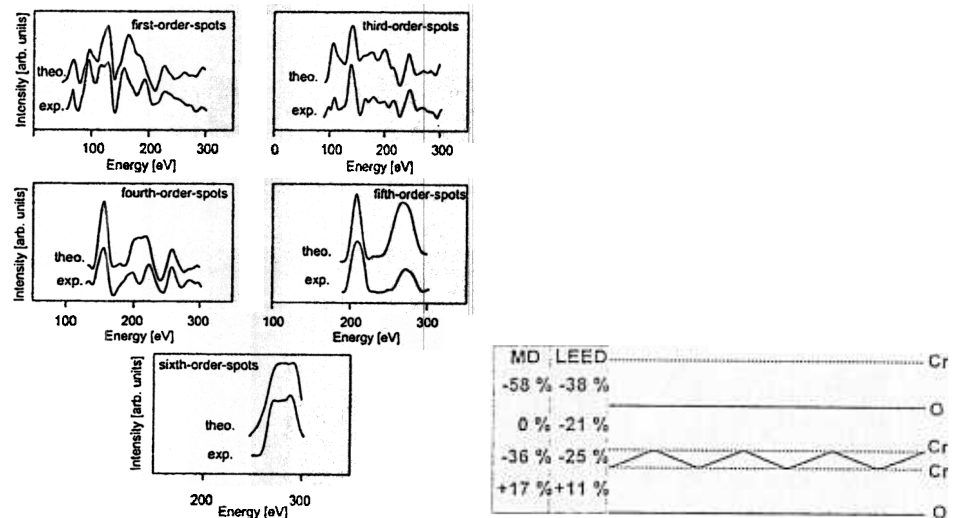 first-order-spots
Intensity [arb. units]
theo.
exp.
100 200 300
Energy [eV]
third-order-spots
theo.
exp.
0 100 200 300
Energy [eV]
fourth-order-spots
Intensity [arb. units]
theo.
exp.
100 200 300
Energy [eV]
fifth-order-spots
theo.
exp.
100 200 300
Energy [eV]
sixth-order-spots
Intensity [arb. units]
theo.
exp.
200 300
Energy [eV]
MD LEED
Cr
-58 % -38 %
O
0 % -21 %
Cr
-36 % -25 %
Cr
+17 % +11 %
O